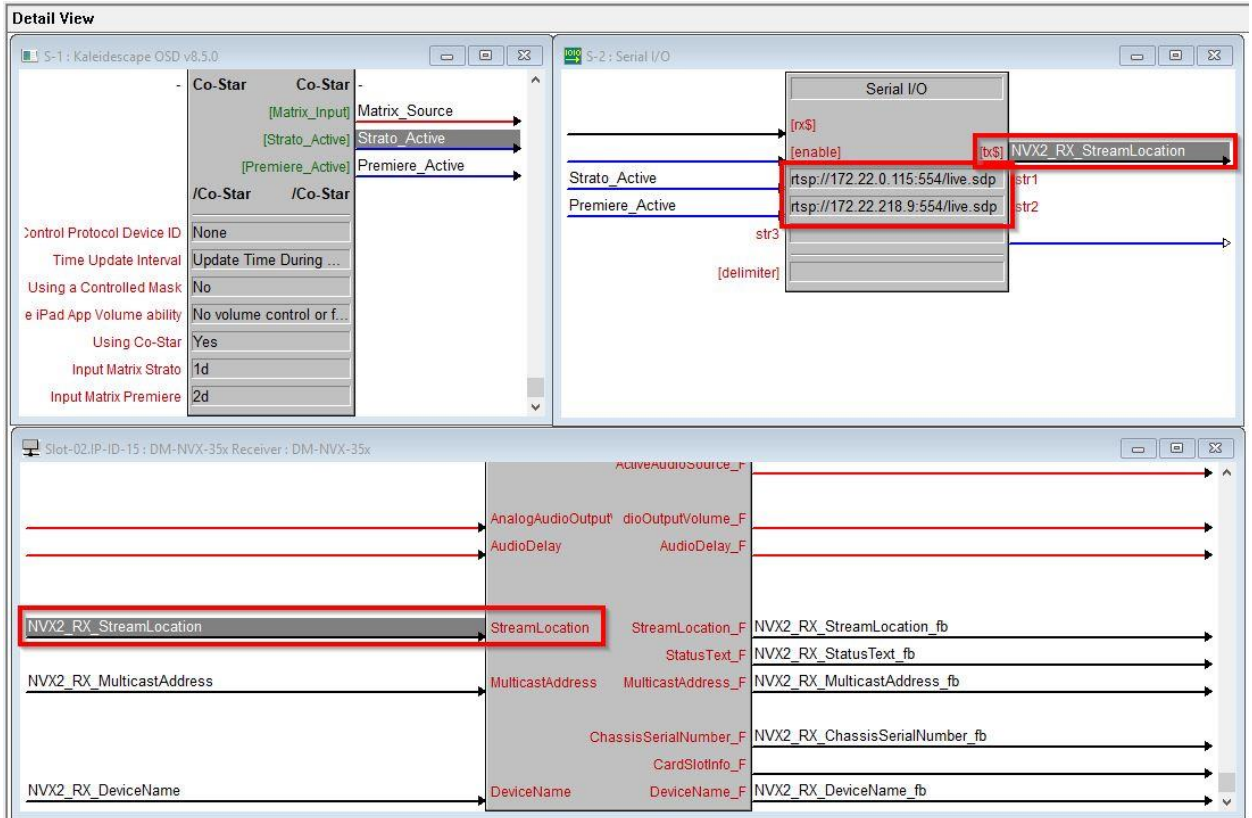 Detail View
S-1 : Kaleidescape OSD v8.5.0
- Co-Star Co-Star -
[Matrix_Input] Matrix_Source
[Strato_Active] Strato_Active
[Premiere_Active] Premiere_Active
/Co-Star /Co-Star
Control Protocol Device ID None
Time Update Interval Update Time During ...
Using a Controlled Mask No
e iPad App Volume ability No volume control or f...
Using Co-Star Yes
Input Matrix Strato 1d
Input Matrix Premiere 2d
S-2 : Serial I/O
Serial I/O
[rx$]
[enable] [tx$] NVX2_RX_StreamLocation
Strato_Active rtsp://172.22.0.115:554/live.sdp str1
Premiere_Active rtsp://172.22.218.9:554/live.sdp str2
str3
[delimiter]
Slot-02.IP-ID-15 : DM-NVX-35x Receiver : DM-NVX-35x
ActiveAudioSource_F
AnalogAudioOutput dioOutputVolume_F
AudioDelay AudioDelay_F
NVX2_RX_StreamLocation StreamLocation StreamLocation_F NVX2_RX_StreamLocation_fb
StatusText_F NVX2_RX_StatusText_fb
NVX2_RX_MulticastAddress MulticastAddress MulticastAddress_F NVX2_RX_MulticastAddress_fb
ChassisSerialNumber_F NVX2_RX_ChassisSerialNumber_fb
CardSlotInfo_F
NVX2_RX_DeviceName DeviceName DeviceName_F NVX2_RX_DeviceName_fb